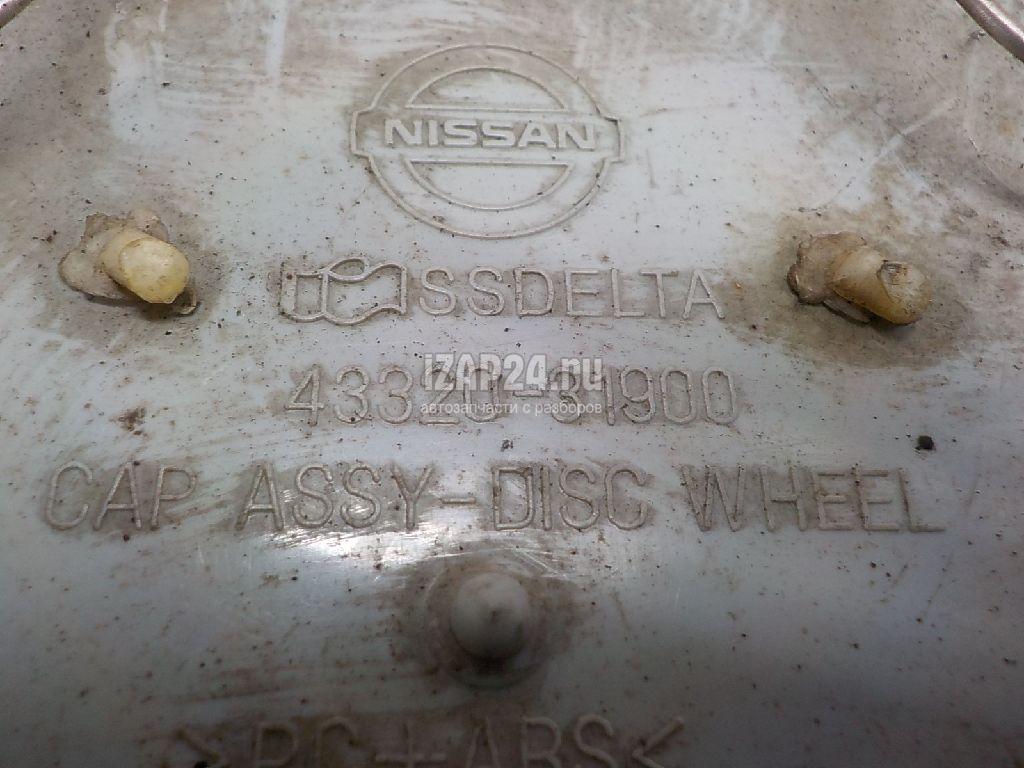 NISSAN
SSDELTA
43320-31900
iZAP24.ru
автозапчасти с разборов
CAP ASSY-DISC WHEEL
>PC+ABS<